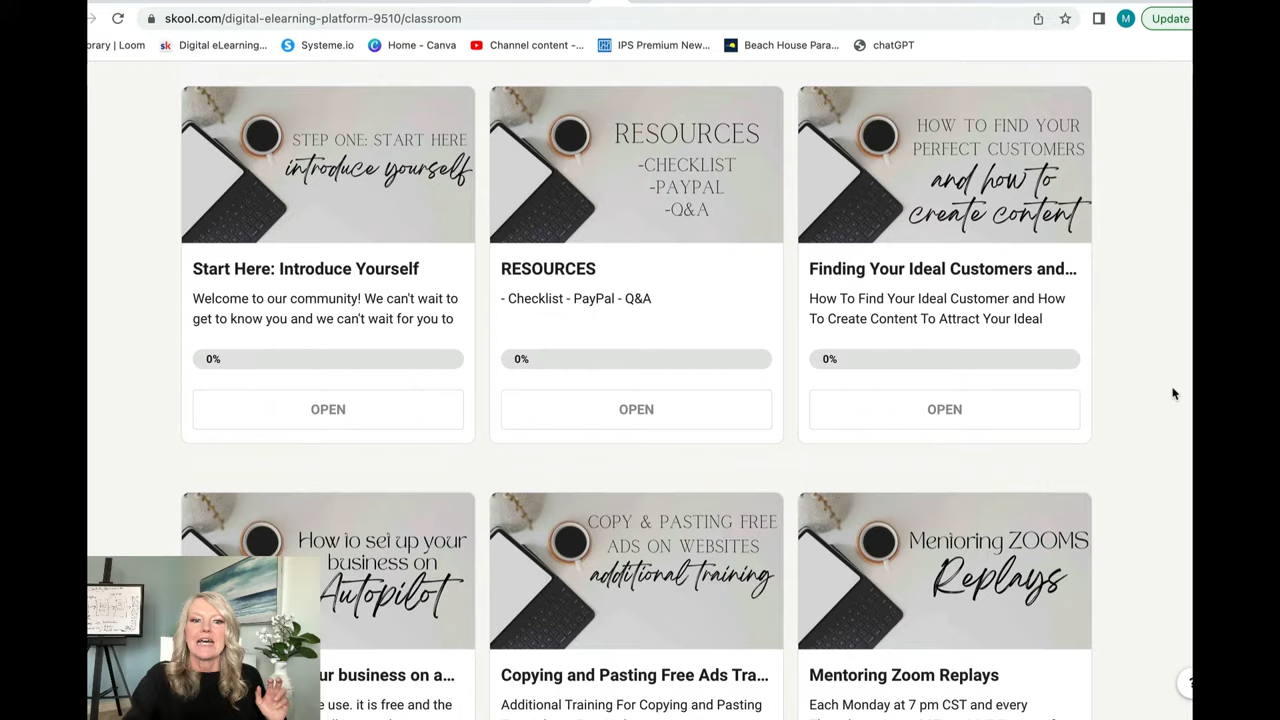 skool.com/digital-elearning-platform-9510/classroom
M
Update
brary | Loom
sk Digital eLearning...
S Systeme.io
C Home - Canva
Channel content -...
IPS Premium New...
Beach House Para...
chatGPT
STEP ONE: START HERE
introduce yourself
RESOURCES
-CHECKLIST
-PAYPAL
-Q&A
HOW TO FIND YOUR
PERFECT CUSTOMERS
and how to
create content
Start Here: Introduce Yourself
Welcome to our community! We can't wait to
get to know you and we can't wait for you to
0%
OPEN
RESOURCES
- Checklist - PayPal - Q&A
0%
OPEN
Finding Your Ideal Customers and...
How To Find Your Ideal Customer and How
To Create Content To Attract Your Ideal
0%
OPEN
How to set up your
business on
Autopilot
COPY & PASTING FREE
ADS ON WEBSITES
additional training
Mentoring ZOOMS
Replays
ur business on a...
e use. it is free and the
Copying and Pasting Free Ads Tra...
Additional Training For Copying and Pasting
Mentoring Zoom Replays
Each Monday at 7 pm CST and every
?